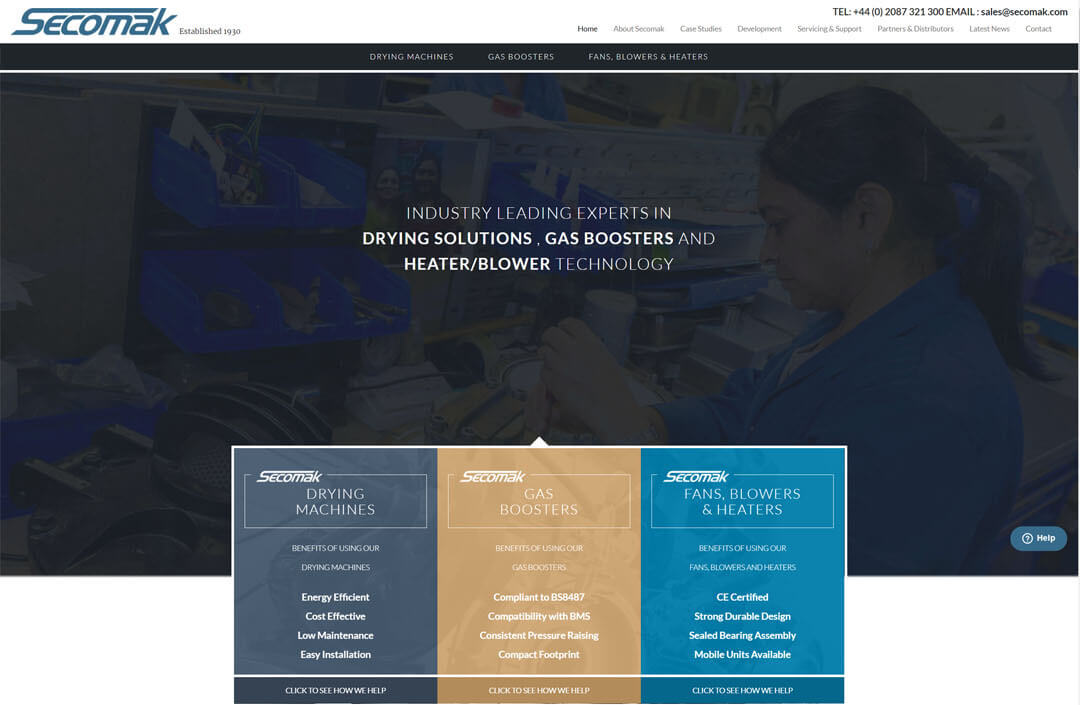 Secomak Established 1930
TEL: +44 (0) 2087 321 300 EMAIL : sales@secomak.com
Home About Secomak Case Studies Development Servicing & Support Partners & Distributors Latest News Contact
DRYING MACHINES GAS BOOSTERS FANS, BLOWERS & HEATERS
INDUSTRY LEADING EXPERTS IN
DRYING SOLUTIONS , GAS BOOSTERS AND
HEATER/BLOWER TECHNOLOGY
Secomak
DRYING
MACHINES
BENEFITS OF USING OUR
DRYING MACHINES
Energy Efficient
Cost Effective
Low Maintenance
Easy Installation
CLICK TO SEE HOW WE HELP
Secomak
GAS
BOOSTERS
BENEFITS OF USING OUR
GAS BOOSTERS
Compliant to BS8487
Compatibility with BMS
Consistent Pressure Raising
Compact Footprint
CLICK TO SEE HOW WE HELP
Secomak
FANS, BLOWERS
& HEATERS
BENEFITS OF USING OUR
FANS, BLOWERS AND HEATERS
CE Certified
Strong Durable Design
Sealed Bearing Assembly
Mobile Units Available
CLICK TO SEE HOW WE HELP
Help